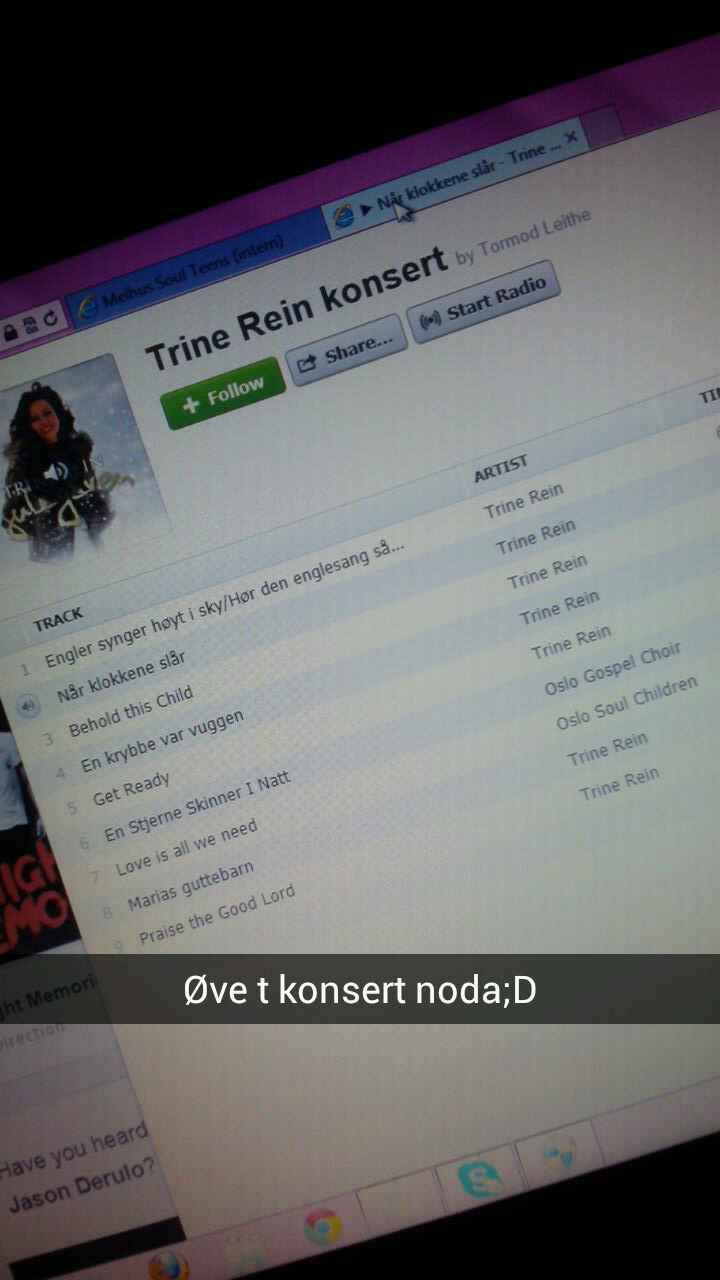 Melhus Soul Teens (intern)
Når klokkene slår - Trine ...
Trine Rein konsert by Tormod Leithe
Follow
Share...
Start Radio
TRACK ARTIST
1 Engler synger høyt i sky/Hør den englesang så... Trine Rein
Når klokkene slår Trine Rein
3 Behold this Child Trine Rein
4 En krybbe var vuggen Trine Rein
5 Get Ready Trine Rein
6 En Stjerne Skinner I Natt Oslo Gospel Choir
7 Love is all we need Oslo Soul Children
8 Marias guttebarn Trine Rein
9 Praise the Good Lord Trine Rein
Øve t konsert noda;D
Have you heard
Jason Derulo?